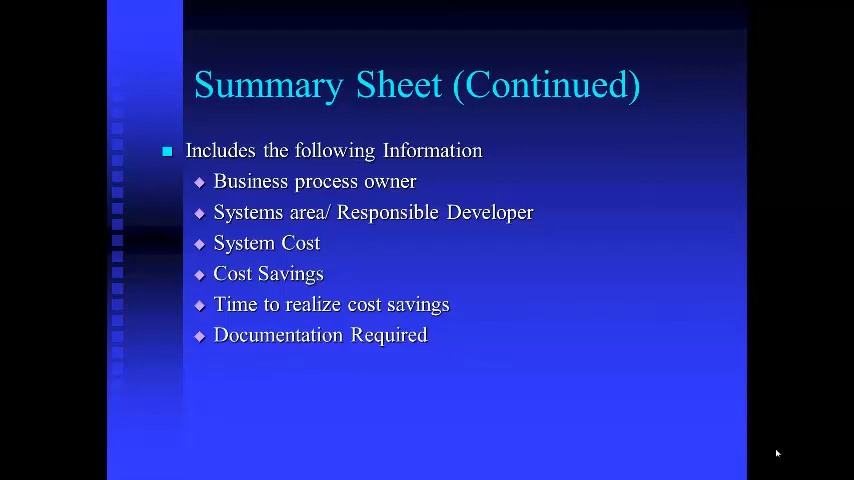 Summary Sheet (Continued)
Includes the following Information
Business process owner
Systems area/ Responsible Developer
System Cost
Cost Savings
Time to realize cost savings
Documentation Required